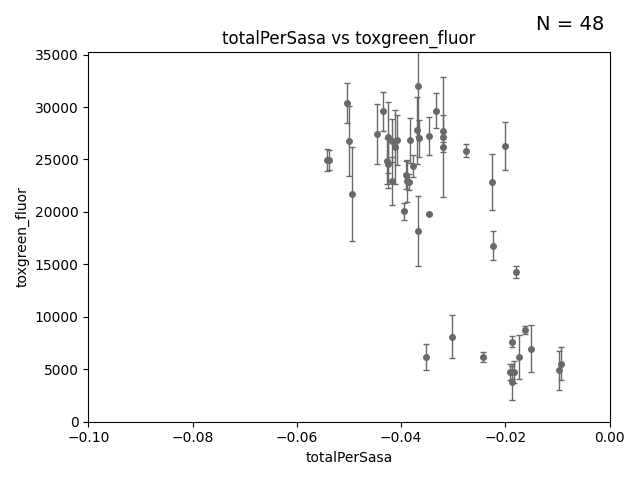 N = 48
totalPerSasa vs toxgreen_fluor
35000
30000
25000
20000
15000
10000
5000
0
toxgreen_fluor
−0.10 −0.08 −0.06 −0.04 −0.02 0.00
totalPerSasa